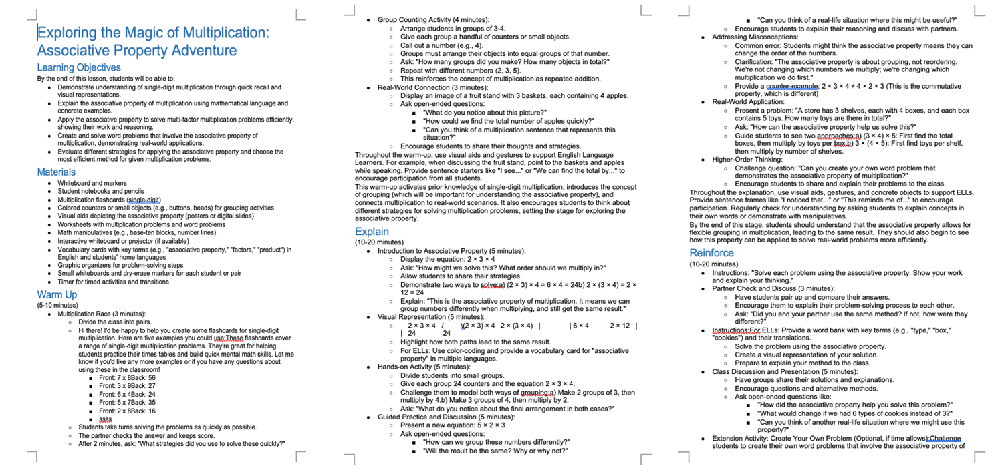 Exploring the Magic of Multiplication:
Associative Property Adventure
Learning Objectives
By the end of this lesson, students will be able to:
• Demonstrate understanding of single-digit multiplication through quick recall and
visual representations.
• Explain the associative property of multiplication using mathematical language and
concrete examples.
• Apply the associative property to solve multi-factor multiplication problems efficiently,
showing their work and reasoning.
• Create and solve word problems that involve the associative property of
multiplication, demonstrating real-world applications.
• Evaluate different strategies for applying the associative property and choose the
most efficient method for given multiplication problems.
Materials
• Whiteboard and markers
• Student notebooks and pencils
• Multiplication flashcards (single-digit)
• Colored counters or small objects (e.g., buttons, beads) for grouping activities
• Visual aids depicting the associative property (posters or digital slides)
• Worksheets with multiplication problems and word problems
• Math manipulatives (e.g., base-ten blocks, number lines)
• Interactive whiteboard or projector (if available)
• Vocabulary cards with key terms (e.g., "associative property," "factors," "product") in
English and students' home languages
• Graphic organizers for problem-solving steps
• Small whiteboards and dry-erase markers for each student or pair
• Timer for timed activities and transitions
Warm Up
(5-10 minutes)
• Multiplication Race (3 minutes):
○ Divide the class into pairs.
○ Hi there! I'd be happy to help you create some flashcards for single-digit
multiplication. Here are five examples you could use:These flashcards cover
a range of single-digit multiplication problems. They're great for helping
students practice their times tables and build quick mental math skills. Let me
know if you'd like any more examples or if you have any questions about
using these in the classroom!
■ Front: 7 x 8Back: 56
■ Front: 3 x 9Back: 27
■ Front: 6 x 4Back: 24
■ Front: 5 x 7Back: 35
■ Front: 2 x 8Back: 16
■ ssss
○ Students take turns solving the problems as quickly as possible.
○ The partner checks the answer and keeps score.
○ After 2 minutes, ask: "What strategies did you use to solve these quickly?"
• Group Counting Activity (4 minutes):
○ Arrange students in groups of 3-4.
○ Give each group a handful of counters or small objects.
○ Call out a number (e.g., 4).
○ Groups must arrange their objects into equal groups of that number.
○ Ask: "How many groups did you make? How many objects in total?"
○ Repeat with different numbers (2, 3, 5).
○ This reinforces the concept of multiplication as repeated addition.
• Real-World Connection (3 minutes):
○ Display an image of a fruit stand with 3 baskets, each containing 4 apples.
○ Ask open-ended questions:
■ "What do you notice about this picture?"
■ "How could we find the total number of apples quickly?"
■ "Can you think of a multiplication sentence that represents this
situation?"
○ Encourage students to share their thoughts and strategies.
Throughout the warm-up, use visual aids and gestures to support English Language
Learners. For example, when discussing the fruit stand, point to the baskets and apples
while speaking. Provide sentence starters like "I see..." or "We can find the total by..." to
encourage participation from all students.
This warm-up activates prior knowledge of single-digit multiplication, introduces the concept
of grouping (which will be important for understanding the associative property), and
connects multiplication to real-world scenarios. It also encourages students to think about
different strategies for solving multiplication problems, setting the stage for exploring the
associative property.
Explain
(10-20 minutes)
• Introduction to Associative Property (5 minutes):
○ Display the equation: 2 × 3 × 4
○ Ask: "How might we solve this? What order should we multiply in?"
○ Allow students to share their strategies.
○ Demonstrate two ways to solve:a) (2 × 3) × 4 = 6 × 4 = 24b) 2 × (3 × 4) = 2 ×
12 = 24
○ Explain: "This is the associative property of multiplication. It means we can
group numbers differently when multiplying, and still get the same result."
• Visual Representation (5 minutes):
○ 2 × 3 × 4 / \(2 × 3) × 4 2 × (3 × 4) | | 6 × 4 2 × 12 |
| 24 24
○ Highlight how both paths lead to the same result.
○ For ELLs: Use color-coding and provide a vocabulary card for "associative
property" in multiple languages.
• Hands-on Activity (5 minutes):
○ Divide students into small groups.
○ Give each group 24 counters and the equation 2 × 3 × 4.
○ Challenge them to model both ways of grouping:a) Make 2 groups of 3, then
multiply by 4.b) Make 3 groups of 4, then multiply by 2.
○ Ask: "What do you notice about the final arrangement in both cases?"
• Guided Practice and Discussion (5 minutes):
○ Present a new equation: 5 × 2 × 3
○ Ask open-ended questions:
■ "How can we group these numbers differently?"
■ "Will the result be the same? Why or why not?"
■ "Can you think of a real-life situation where this might be useful?"
○ Encourage students to explain their reasoning and discuss with partners.
• Addressing Misconceptions:
○ Common error: Students might think the associative property means they can
change the order of the numbers.
○ Clarification: "The associative property is about grouping, not reordering.
We're not changing which numbers we multiply; we're changing which
multiplication we do first."
○ Provide a counter-example: 2 × 3 × 4 ≠ 4 × 2 × 3 (This is the commutative
property, which is different)
• Real-World Application:
○ Present a problem: "A store has 3 shelves, each with 4 boxes, and each box
contains 5 toys. How many toys are there in total?"
○ Ask: "How can the associative property help us solve this?"
○ Guide students to see two approaches:a) (3 × 4) × 5: First find the total
boxes, then multiply by toys per box.b) 3 × (4 × 5): First find toys per shelf,
then multiply by number of shelves.
• Higher-Order Thinking:
○ Challenge question: "Can you create your own word problem that
demonstrates the associative property of multiplication?"
○ Encourage students to share and explain their problems to the class.
Throughout the explanation, use visual aids, gestures, and concrete objects to support ELLs.
Provide sentence frames like "I noticed that..." or "This reminds me of..." to encourage
participation. Regularly check for understanding by asking students to explain concepts in
their own words or demonstrate with manipulatives.
By the end of this stage, students should understand that the associative property allows for
flexible grouping in multiplication, leading to the same result. They should also begin to see
how this property can be applied to solve real-world problems more efficiently.
Reinforce
(10-20 minutes)
• Instructions: "Solve each problem using the associative property. Show your work
and explain your thinking."
• Partner Check and Discuss (3 minutes):
○ Have students pair up and compare their answers.
○ Encourage them to explain their problem-solving process to each other.
○ Ask: "Did you and your partner use the same method? If not, how were they
different?"
• Instructions:For ELLs: Provide a word bank with key terms (e.g., "type," "box,"
"cookies") and their translations.
○ Solve the problem using the associative property.
○ Create a visual representation of your solution.
○ Prepare to explain your method to the class.
• Class Discussion and Presentation (5 minutes):
○ Have groups share their solutions and explanations.
○ Encourage questions and alternative methods.
○ Ask open-ended questions like:
■ "How did the associative property help you solve this problem?"
■ "What would change if we had 6 types of cookies instead of 3?"
■ "Can you think of another real-life situation where we might use this
property?"
• Extension Activity: Create Your Own Problem (Optional, if time allows):Challenge
students to create their own word problems that involve the associative property of